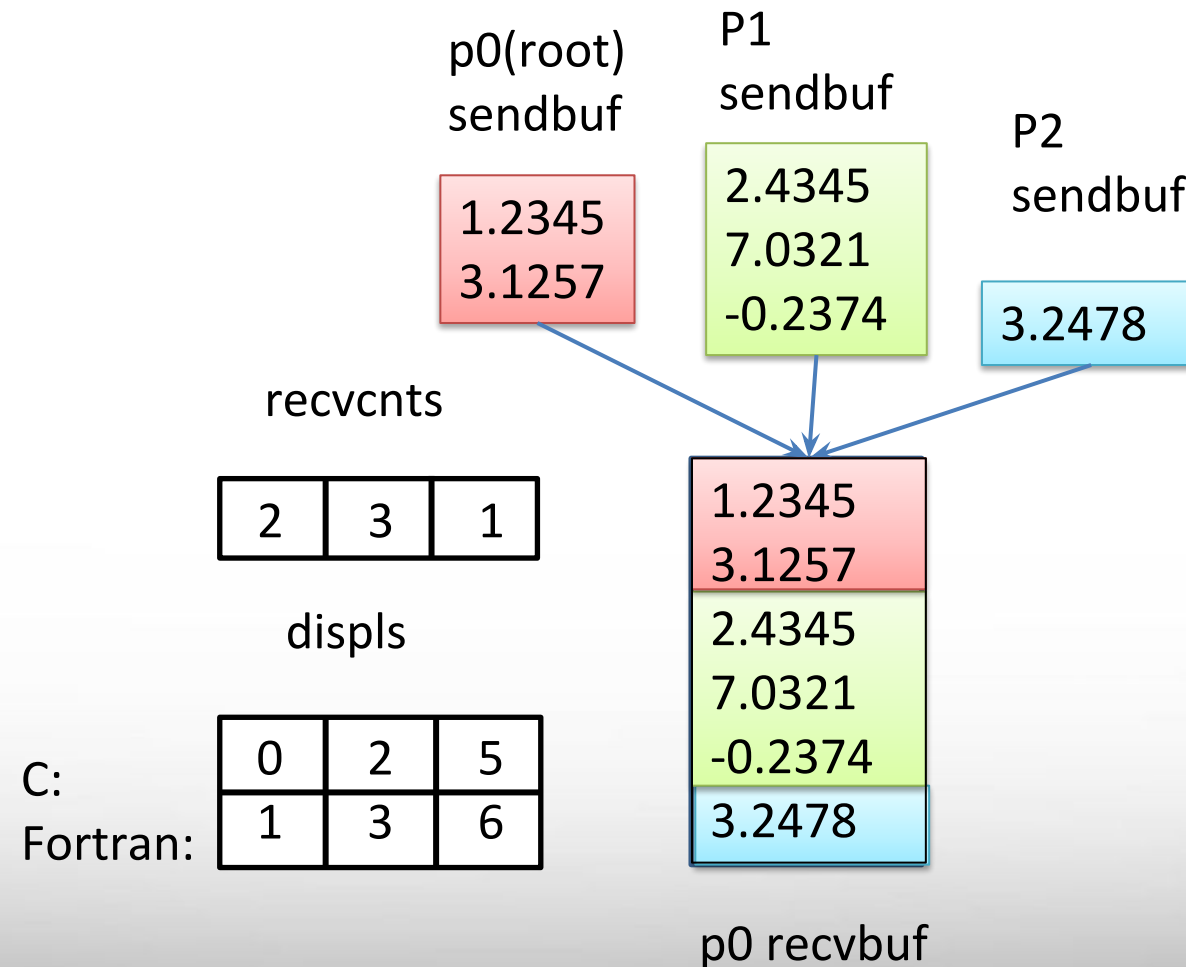 p0(root)
sendbuf
P1
sendbuf
P2
sendbuf
1.2345
3.1257
2.4345
7.0321
-0.2374
3.2478
recvcnts
2 3 1
displs
C: 0 2 5
Fortran: 1 3 6
1.2345
3.1257
2.4345
7.0321
-0.2374
3.2478
p0 recvbuf